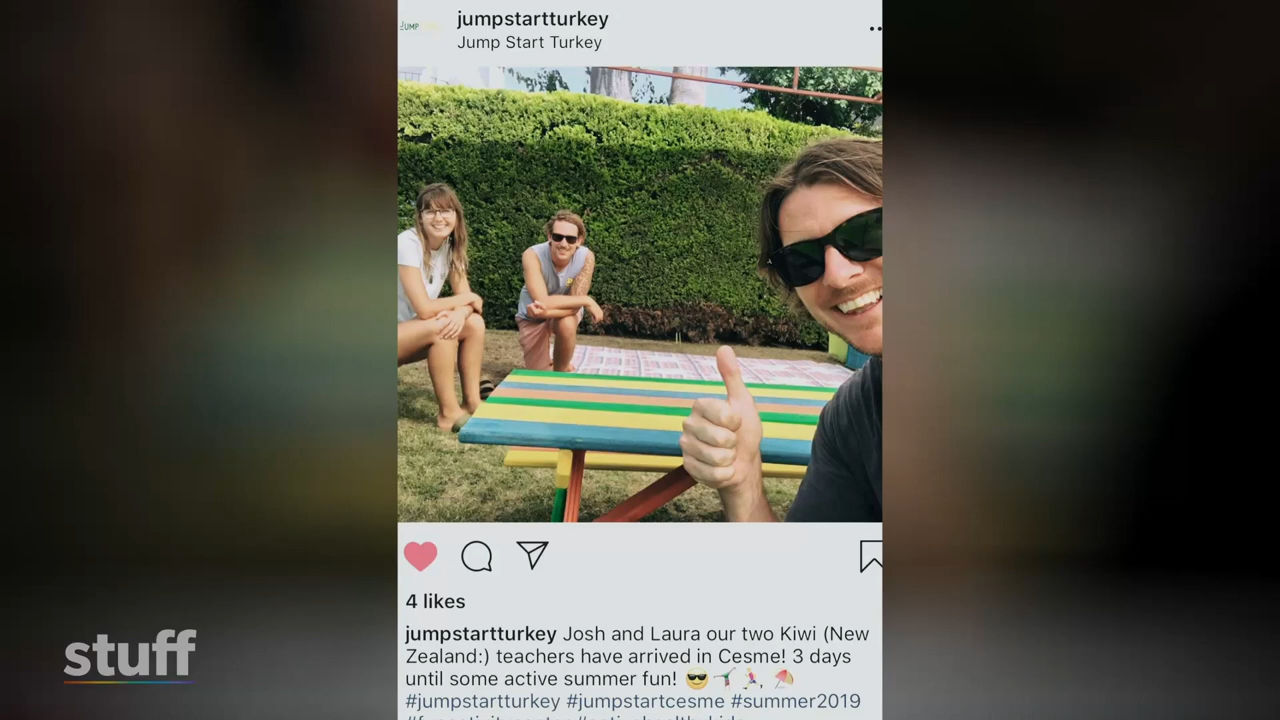 JUMP
jumpstartturkey
Jump Start Turkey
4 likes
jumpstartturkey Josh and Laura our two Kiwi (New
Zealand:) teachers have arrived in Cesme! 3 days
until some active summer fun! 😎🤸🏃🏖
#jumpstartturkey #jumpstartcesme #summer2019
stuff